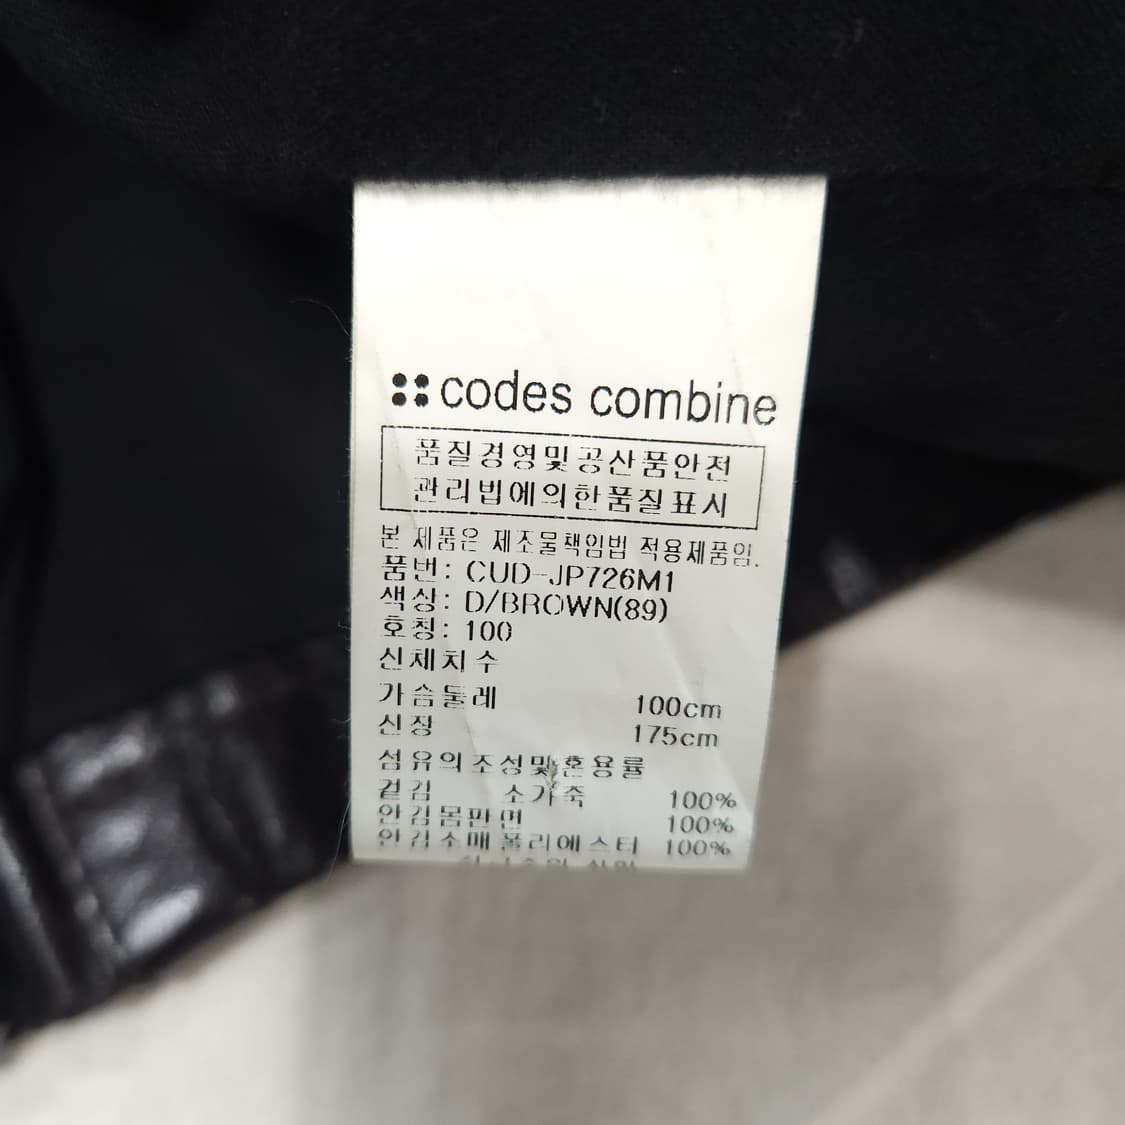 codes combine
품질경영및공산품안전
관리법에의한품질표시
본 제품은 제조물책임법 적용제품임.
품번: CUD-JP726M1
색상: D/BROWN(89)
호칭: 100
신체치수
가슴둘레 100cm
신장 175cm
섬유의조성및혼용률
겉감 소가죽 100%
안감몸판면 100%
안감소매폴리에스터 100%